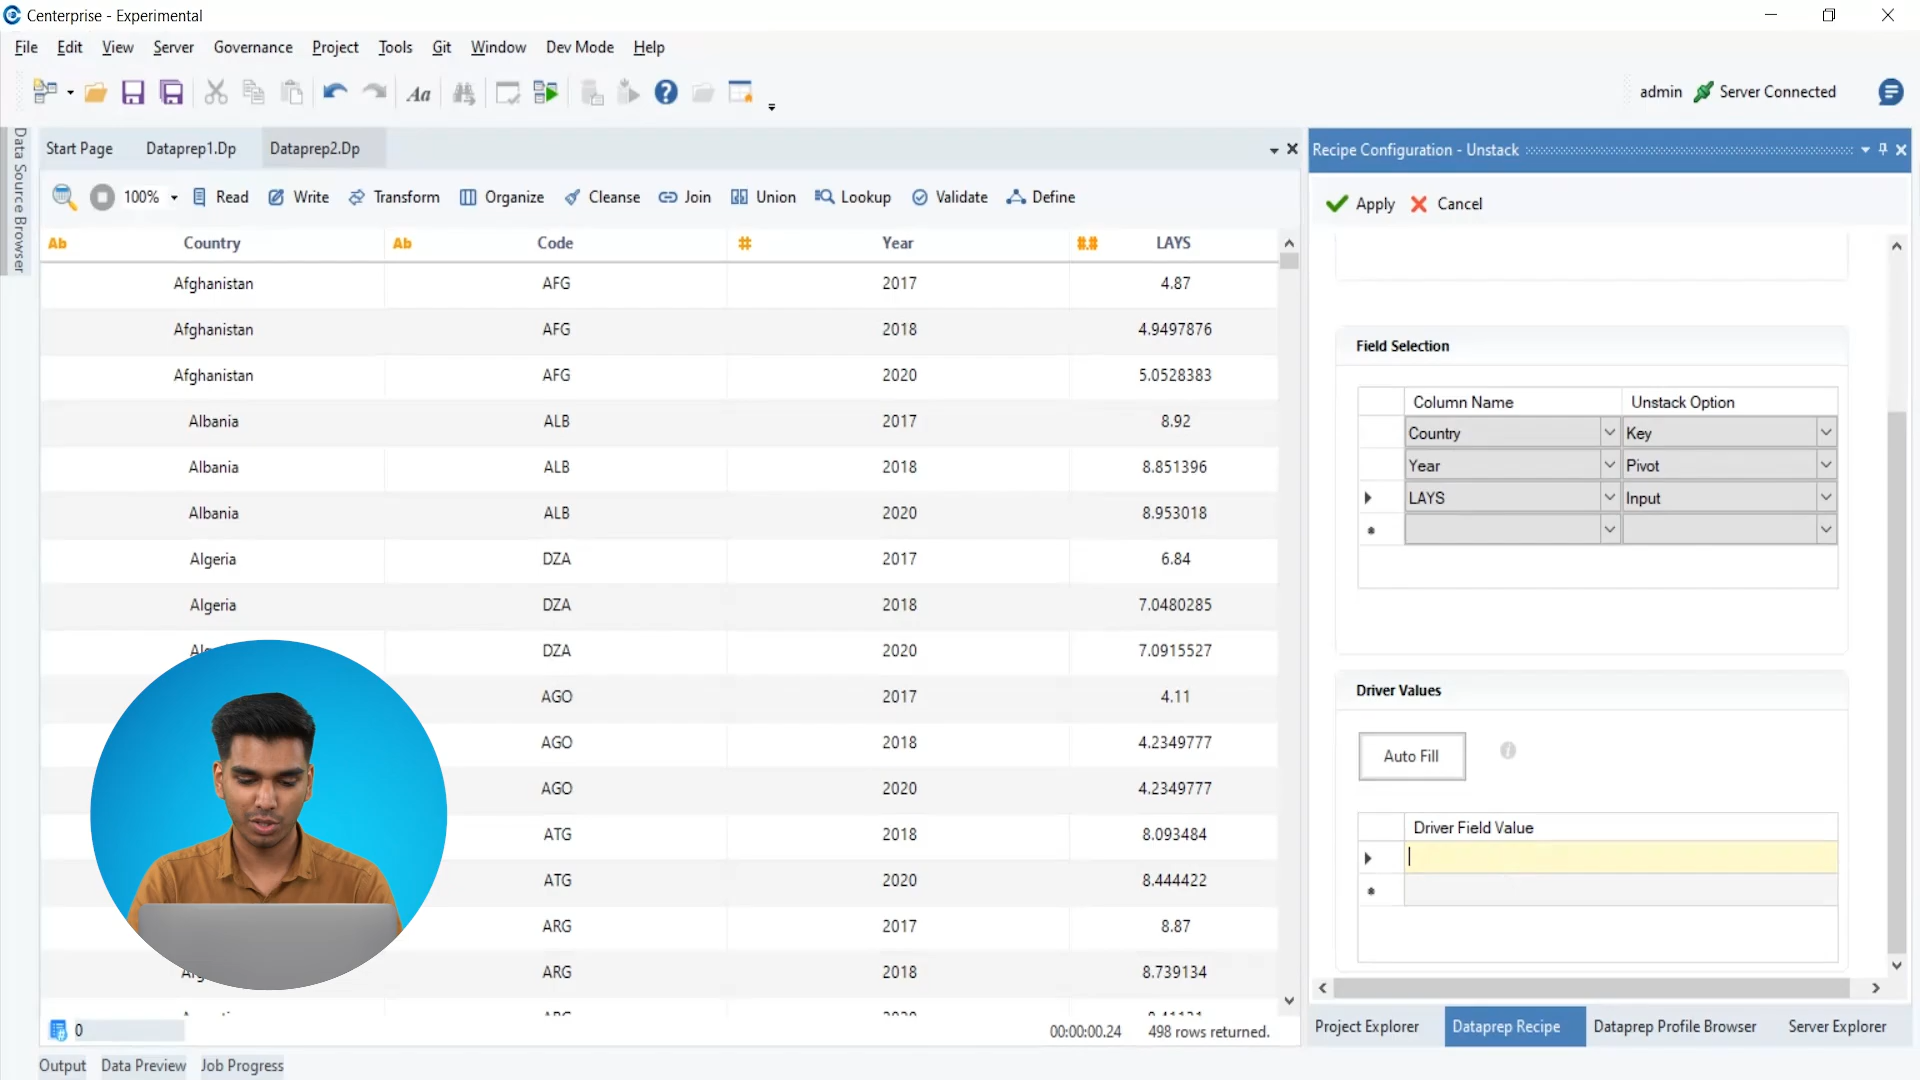 Centerprise - Experimental
File Edit View Server Governance Project Tools Git Window Dev Mode Help
Aa
admin Server Connected
Data Source Browser
Start Page Dataprep1.Dp Dataprep2.Dp
100% Read Write Transform Organize Cleanse Join Union Lookup Validate Define
Ab Country Ab Code # Year #.# LAYS
Afghanistan AFG 2017 4.87
Afghanistan AFG 2018 4.9497876
Afghanistan AFG 2020 5.0528383
Albania ALB 2017 8.92
Albania ALB 2018 8.851396
Albania ALB 2020 8.953018
Algeria DZA 2017 6.84
Algeria DZA 2018 7.0480285
DZA 2020 7.0915527
AGO 2017 4.11
AGO 2018 4.2349777
AGO 2020 4.2349777
ATG 2018 8.093484
ATG 2020 8.444422
ARG 2017 8.87
ARG 2018 8.739134
0
00:00:00.24 498 rows returned.
Output Data Preview Job Progress
Recipe Configuration - Unstack
Apply Cancel
Field Selection
Column Name Unstack Option
Country Key
Year Pivot
LAYS Input
Driver Values
Auto Fill
Driver Field Value
Project Explorer Dataprep Recipe Dataprep Profile Browser Server Explorer